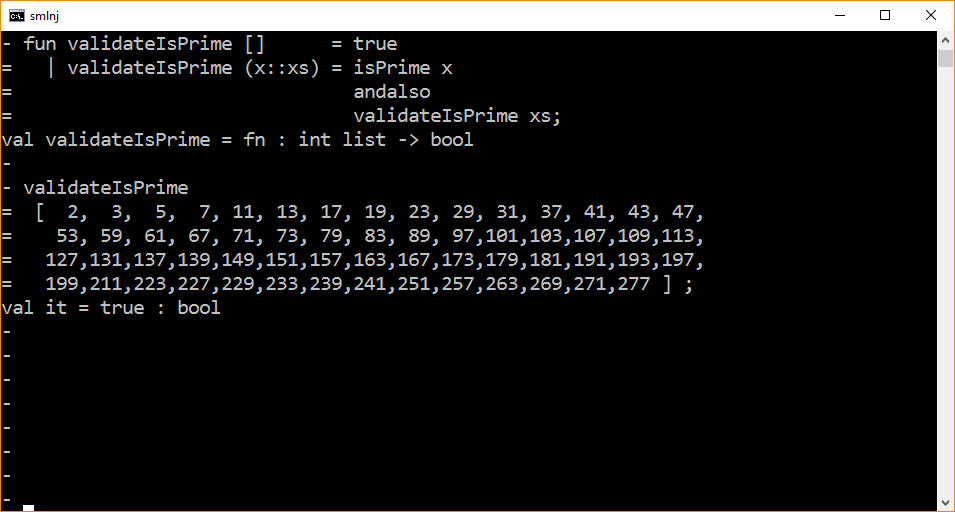 smlnj
- fun validateIsPrime []      = true
=   | validateIsPrime (x::xs) = isPrime x
=                               andalso
=                               validateIsPrime xs;
val validateIsPrime = fn : int list -> bool
-
- validateIsPrime
=  [  2,  3,  5,  7, 11, 13, 17, 19, 23, 29, 31, 37, 41, 43, 47,
=    53, 59, 61, 67, 71, 73, 79, 83, 89, 97,101,103,107,109,113,
=   127,131,137,139,149,151,157,163,167,173,179,181,191,193,197,
=   199,211,223,227,229,233,239,241,251,257,263,269,271,277 ] ;
val it = true : bool
-
-
-
-
-
-
-
-